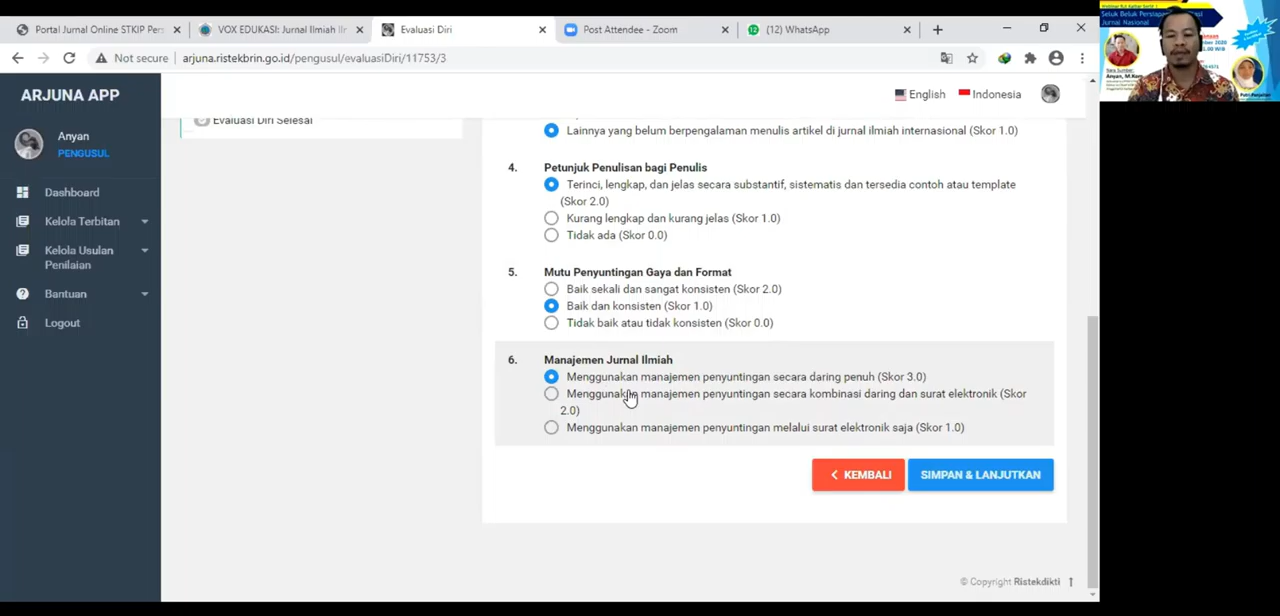 Portal Jurnal Online STKIP Per
VOX EDUKASI: Jurnal Ilmiah Il
Evaluasi Diri
Post Attendee - Zoom
(12) WhatsApp
Not secure
arjuna.ristekbrin.go.id/pengusul/evaluasiDiri/11753/3
ARJUNA APP
English
Indonesia
Anyan
PENGUSUL
Dashboard
Kelola Terbitan
Kelola Usulan
Penilaian
Bantuan
Logout
Evaluasi Diri Selesai
Lainnya yang belum berpengalaman menulis artikel di jurnal ilmiah internasional (Skor 1.0)
4. Petunjuk Penulisan bagi Penulis
Terinci, lengkap, dan jelas secara substantif, sistematis dan tersedia contoh atau template
(Skor 2.0)
Kurang lengkap dan kurang jelas (Skor 1.0)
Tidak ada (Skor 0.0)
5. Mutu Penyuntingan Gaya dan Format
Baik sekali dan sangat konsisten (Skor 2.0)
Baik dan konsisten (Skor 1.0)
Tidak baik atau tidak konsisten (Skor 0.0)
6. Manajemen Jurnal Ilmiah
Menggunakan manajemen penyuntingan secara daring penuh (Skor 3.0)
Menggunakan manajemen penyuntingan secara kombinasi daring dan surat elektronik (Skor
2.0)
Menggunakan manajemen penyuntingan melalui surat elektronik saja (Skor 1.0)
KEMBALI
SIMPAN & LANJUTKAN
© Copyright Ristekdikti
Seluk Beluk Persiapan
Jurnal Nasional
2020
Anyan, M.Kom